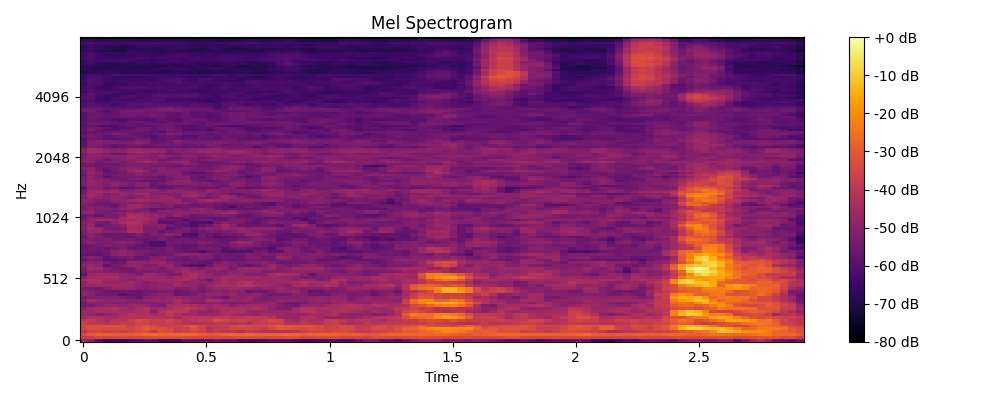 Mel Spectrogram
Hz
4096
2048
1024
512
0
0
0.5
1
1.5
2
2.5
Time
+0 dB
-10 dB
-20 dB
-30 dB
-40 dB
-50 dB
-60 dB
-70 dB
-80 dB